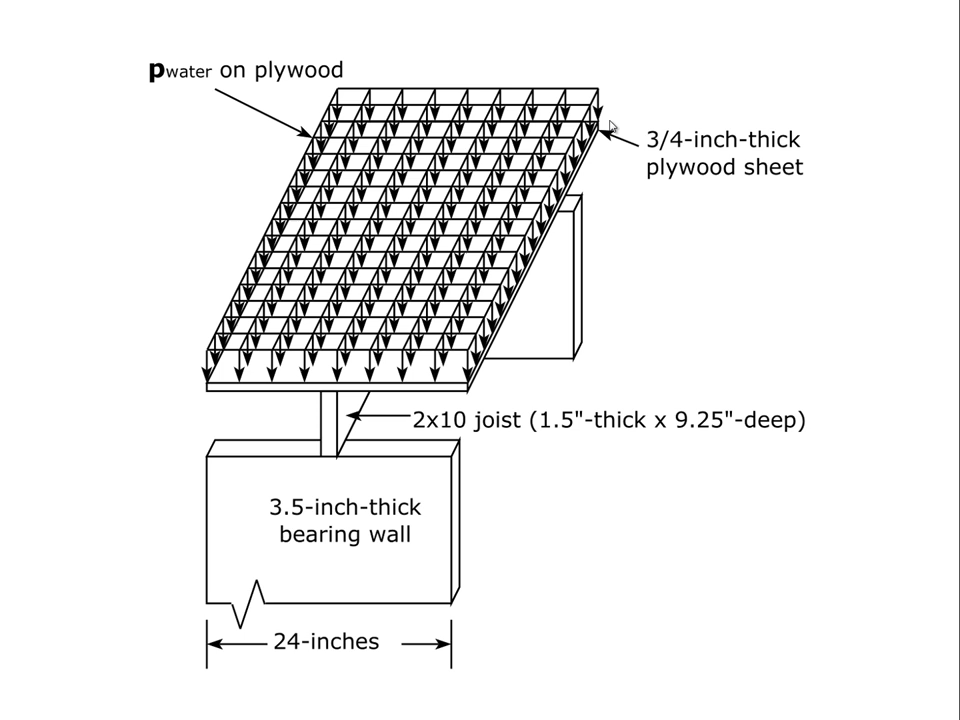 pwater on plywood
3/4-inch-thick
plywood sheet
2x10 joist (1.5"-thick x 9.25"-deep)
3.5-inch-thick
bearing wall
24-inches